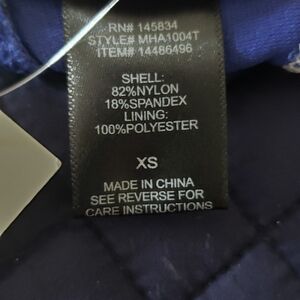 RN# 145834
STYLE# MHA1004T
ITEM# 14486496
SHELL:
82%NYLON
18%SPANDEX
LINING:
100%POLYESTER
XS
MADE IN CHINA
SEE REVERSE FOR
CARE INSTRUCTIONS